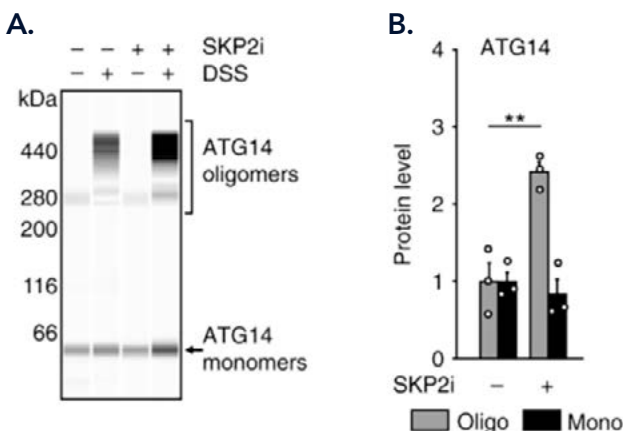 A.
− − + + SKP2i
− + − + DSS
kDa
440
280
200
116
66
ATG14
oligomers
ATG14
monomers
B.
ATG14
**
Protein level
4
3
2
1
0
SKP2i − +
Oligo Mono